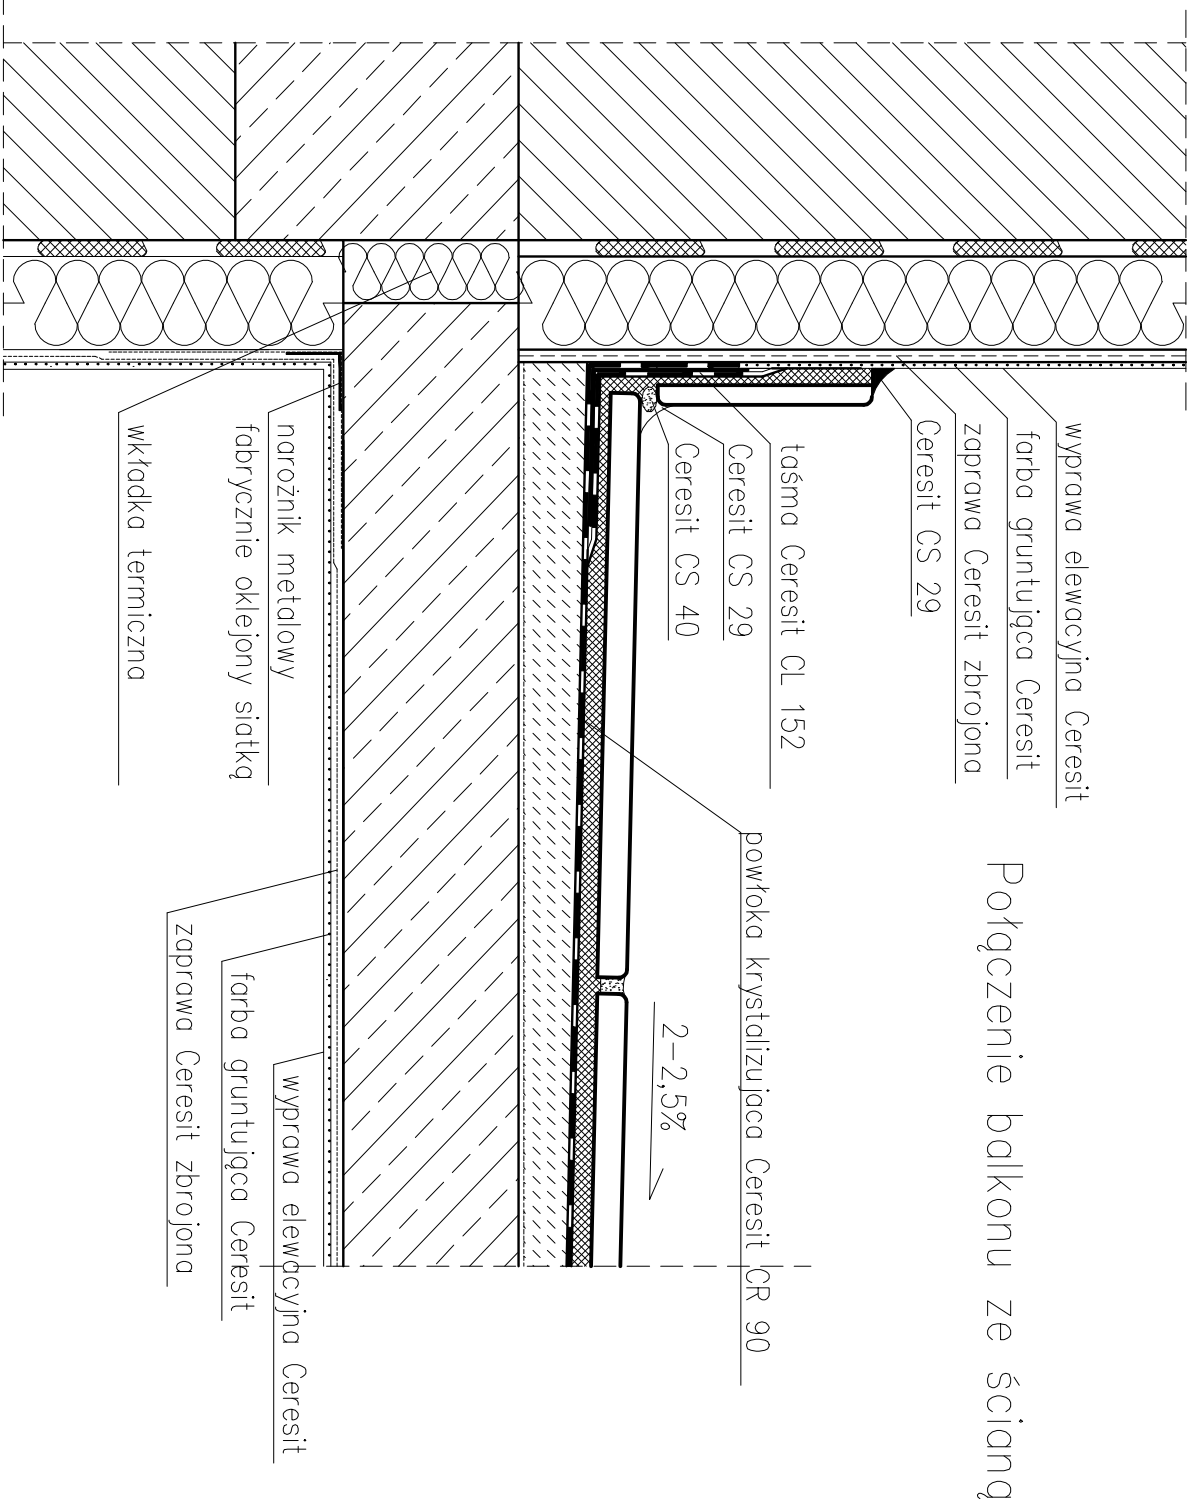 Połączenie balkonu ze ścianą
wyprawa elewacyjna Ceresit
farba gruntująca Ceresit
zaprawa Ceresit zbrojona
Ceresit CS 29
taśma Ceresit CL 152
Ceresit CS 29
Ceresit CS 40
powłoka krystalizująca Ceresit CR 90
2-2,5%
narożnik metalowy
fabrycznie oklejony siatką
wkładka termiczna
wyprawa elewacyjna Ceresit
farba gruntująca Ceresit
zaprawa Ceresit zbrojona